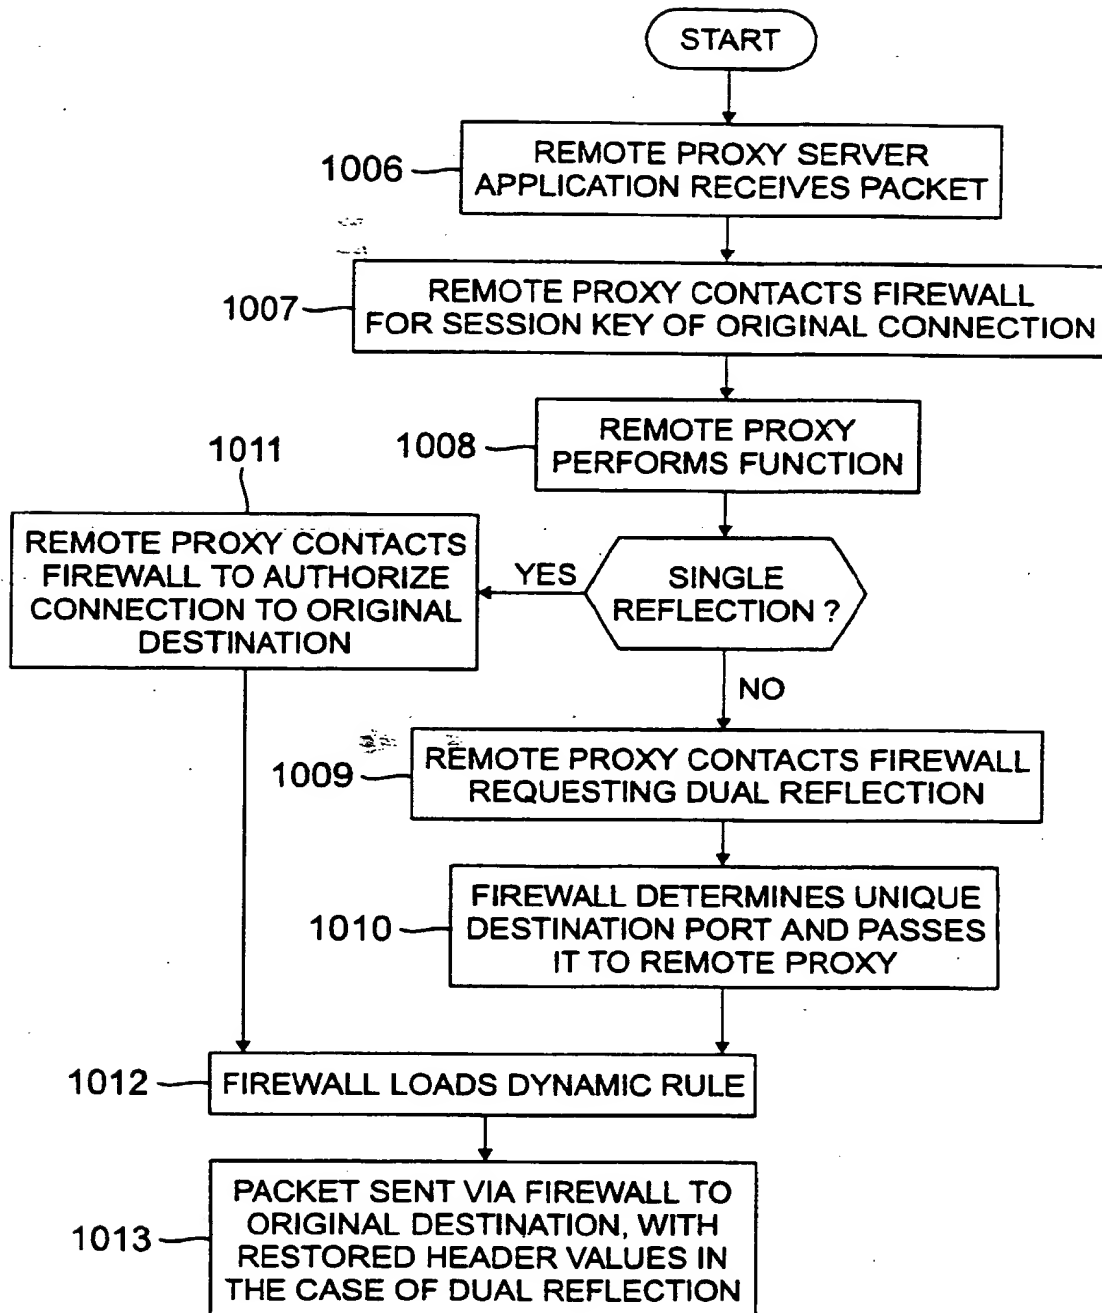 START
1006
REMOTE PROXY SERVER
APPLICATION RECEIVES PACKET
1007
REMOTE PROXY CONTACTS FIREWALL
FOR SESSION KEY OF ORIGINAL CONNECTION
1008
REMOTE PROXY
PERFORMS FUNCTION
1011
REMOTE PROXY CONTACTS
FIREWALL TO AUTHORIZE
CONNECTION TO ORIGINAL
DESTINATION
YES
SINGLE
REFLECTION ?
NO
1009
REMOTE PROXY CONTACTS FIREWALL
REQUESTING DUAL REFLECTION
1010
FIREWALL DETERMINES UNIQUE
DESTINATION PORT AND PASSES
IT TO REMOTE PROXY
1012
FIREWALL LOADS DYNAMIC RULE
1013
PACKET SENT VIA FIREWALL TO
ORIGINAL DESTINATION, WITH
RESTORED HEADER VALUES IN
THE CASE OF DUAL REFLECTION